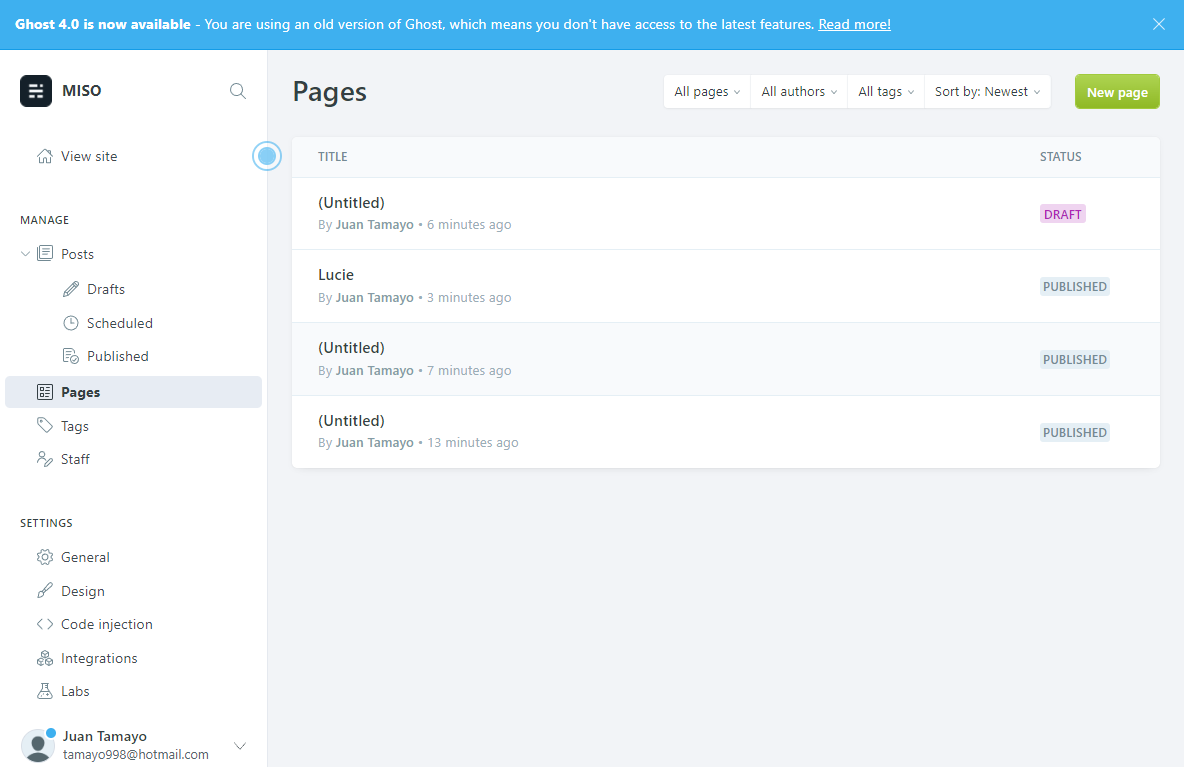 Ghost 4.0 is now available - You are using an old version of Ghost, which means you don't have access to the latest features. Read more!
MISO
View site
MANAGE
Posts
Drafts
Scheduled
Published
Pages
Tags
Staff
SETTINGS
General
Design
Code injection
Integrations
Labs
Juan Tamayo
tamayo998@hotmail.com
Pages
All pages
All authors
All tags
Sort by: Newest
New page
TITLE STATUS
(Untitled)
By Juan Tamayo • 6 minutes ago
DRAFT
Lucie
By Juan Tamayo • 3 minutes ago
PUBLISHED
(Untitled)
By Juan Tamayo • 7 minutes ago
PUBLISHED
(Untitled)
By Juan Tamayo • 13 minutes ago
PUBLISHED